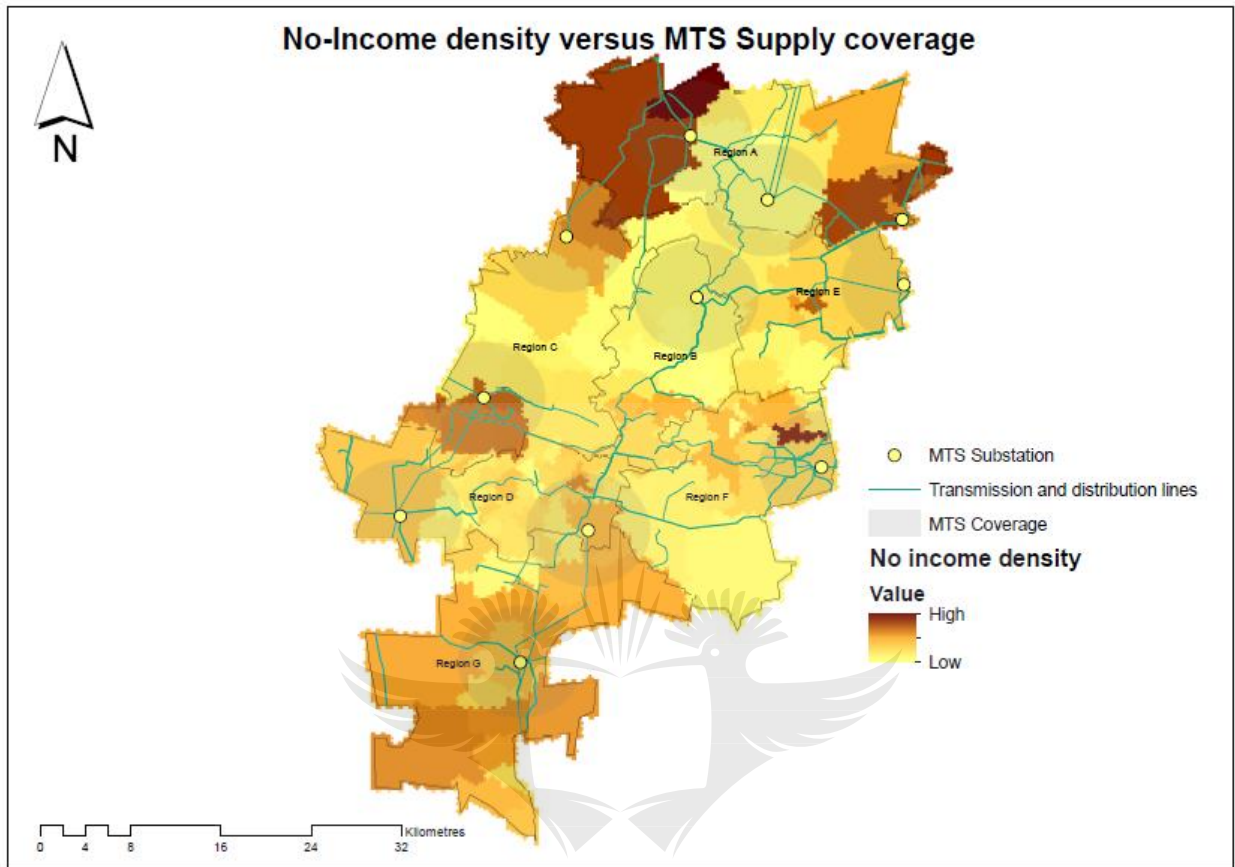 No-Income density versus MTS Supply coverage
N
Region A
Region E
Region C
Region B
Region D
Region F
Region G
MTS Substation
Transmission and distribution lines
MTS Coverage
No income density
Value
High
Low
Kilometres
0 4 8 16 24 32